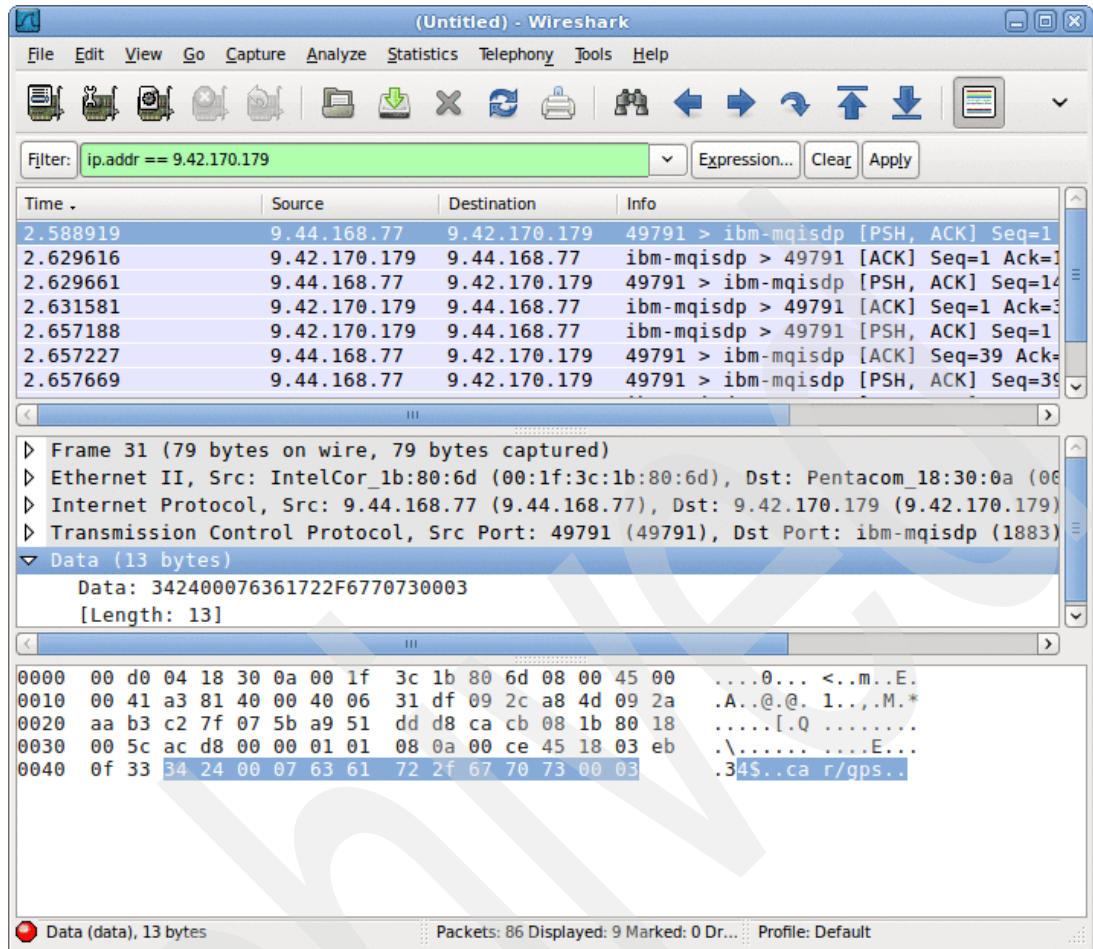 (Untitled) - Wireshark
File Edit View Go Capture Analyze Statistics Telephony Tools Help
Filter: ip.addr == 9.42.170.179 Expression... Clear Apply
Time Source Destination Info
2.588919 9.44.168.77 9.42.170.179 49791 > ibm-mqisdp [PSH, ACK] Seq=1
2.629616 9.42.170.179 9.44.168.77 ibm-mqisdp > 49791 [ACK] Seq=1 Ack=1
2.629661 9.44.168.77 9.42.170.179 49791 > ibm-mqisdp [PSH, ACK] Seq=14
2.631581 9.42.170.179 9.44.168.77 ibm-mqisdp > 49791 [ACK] Seq=1 Ack=3
2.657188 9.42.170.179 9.44.168.77 ibm-mqisdp > 49791 [PSH, ACK] Seq=1
2.657227 9.44.168.77 9.42.170.179 49791 > ibm-mqisdp [ACK] Seq=39 Ack=
2.657669 9.44.168.77 9.42.170.179 49791 > ibm-mqisdp [PSH, ACK] Seq=39
Frame 31 (79 bytes on wire, 79 bytes captured)
Ethernet II, Src: IntelCor_1b:80:6d (00:1f:3c:1b:80:6d), Dst: Pentacom_18:30:0a (00
Internet Protocol, Src: 9.44.168.77 (9.44.168.77), Dst: 9.42.170.179 (9.42.170.179)
Transmission Control Protocol, Src Port: 49791 (49791), Dst Port: ibm-mqisdp (1883)
Data (13 bytes)
Data: 342400076361722F6770730003
[Length: 13]
0000 00 d0 04 18 30 0a 00 1f 3c 1b 80 6d 08 00 45 00 ....0... <..m..E.
0010 00 41 a3 81 40 00 40 06 31 df 09 2c a8 4d 09 2a .A..@.@. 1..,.M.*
0020 aa b3 c2 7f 07 5b a9 51 dd d8 ca cb 08 1b 80 18 .....[.Q ........
0030 00 5c ac d8 00 00 01 01 08 0a 00 ce 45 18 03 eb .\...... ....E...
0040 0f 33 34 24 00 07 63 61 72 2f 67 70 73 00 03 .34$..ca r/gps..
Data (data), 13 bytes Packets: 86 Displayed: 9 Marked: 0 Dr... Profile: Default